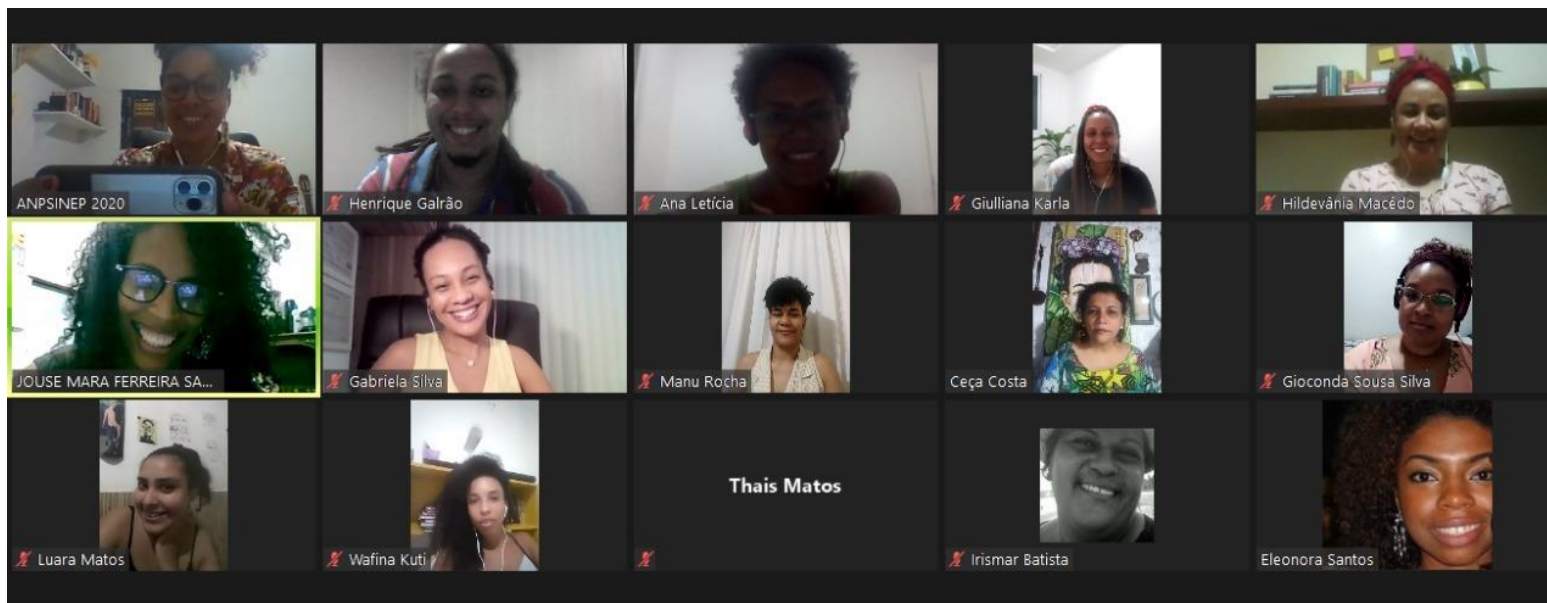 ANPSINEP 2020
Henrique Galrão
Ana Letícia
Giulliana Karla
Hildevânia Macêdo
JOUSE MARA FERREIRA SA...
Gabriela Silva
Manu Rocha
Ceça Costa
Gioconda Sousa Silva
Luara Matos
Wafina Kuti
Thais Matos
Irismar Batista
Eleonora Santos